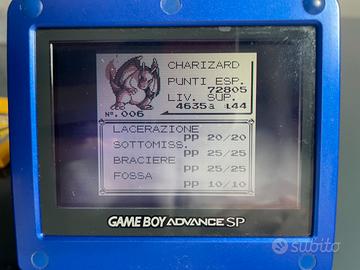 CHARIZARD
PUNTI ESP.
72805
LIV. SUP.
4635 a L44
Nº.006
LACERAZIONE
PP 20/20
SOTTOMISS.
PP 25/25
BRACIERE
PP 25/25
FOSSA
PP 10/10
GAME BOY ADVANCE SP
subito